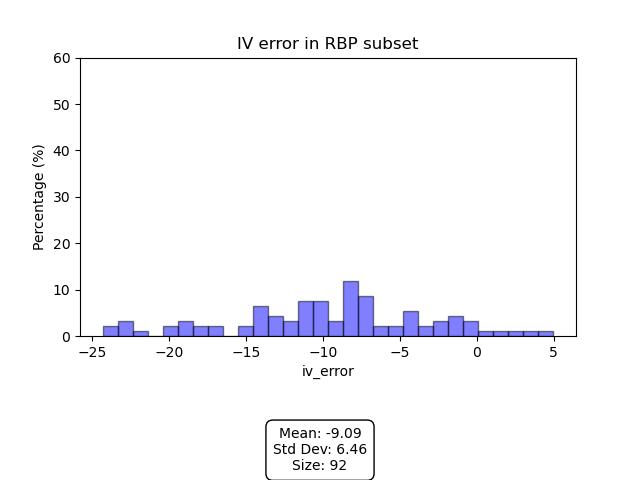 IV error in RBP subset
60
50
40
30
20
10
0
Percentage (%)
−25
−20
−15
−10
−5
0
5
iv_error
Mean: -9.09
Std Dev: 6.46
Size: 92